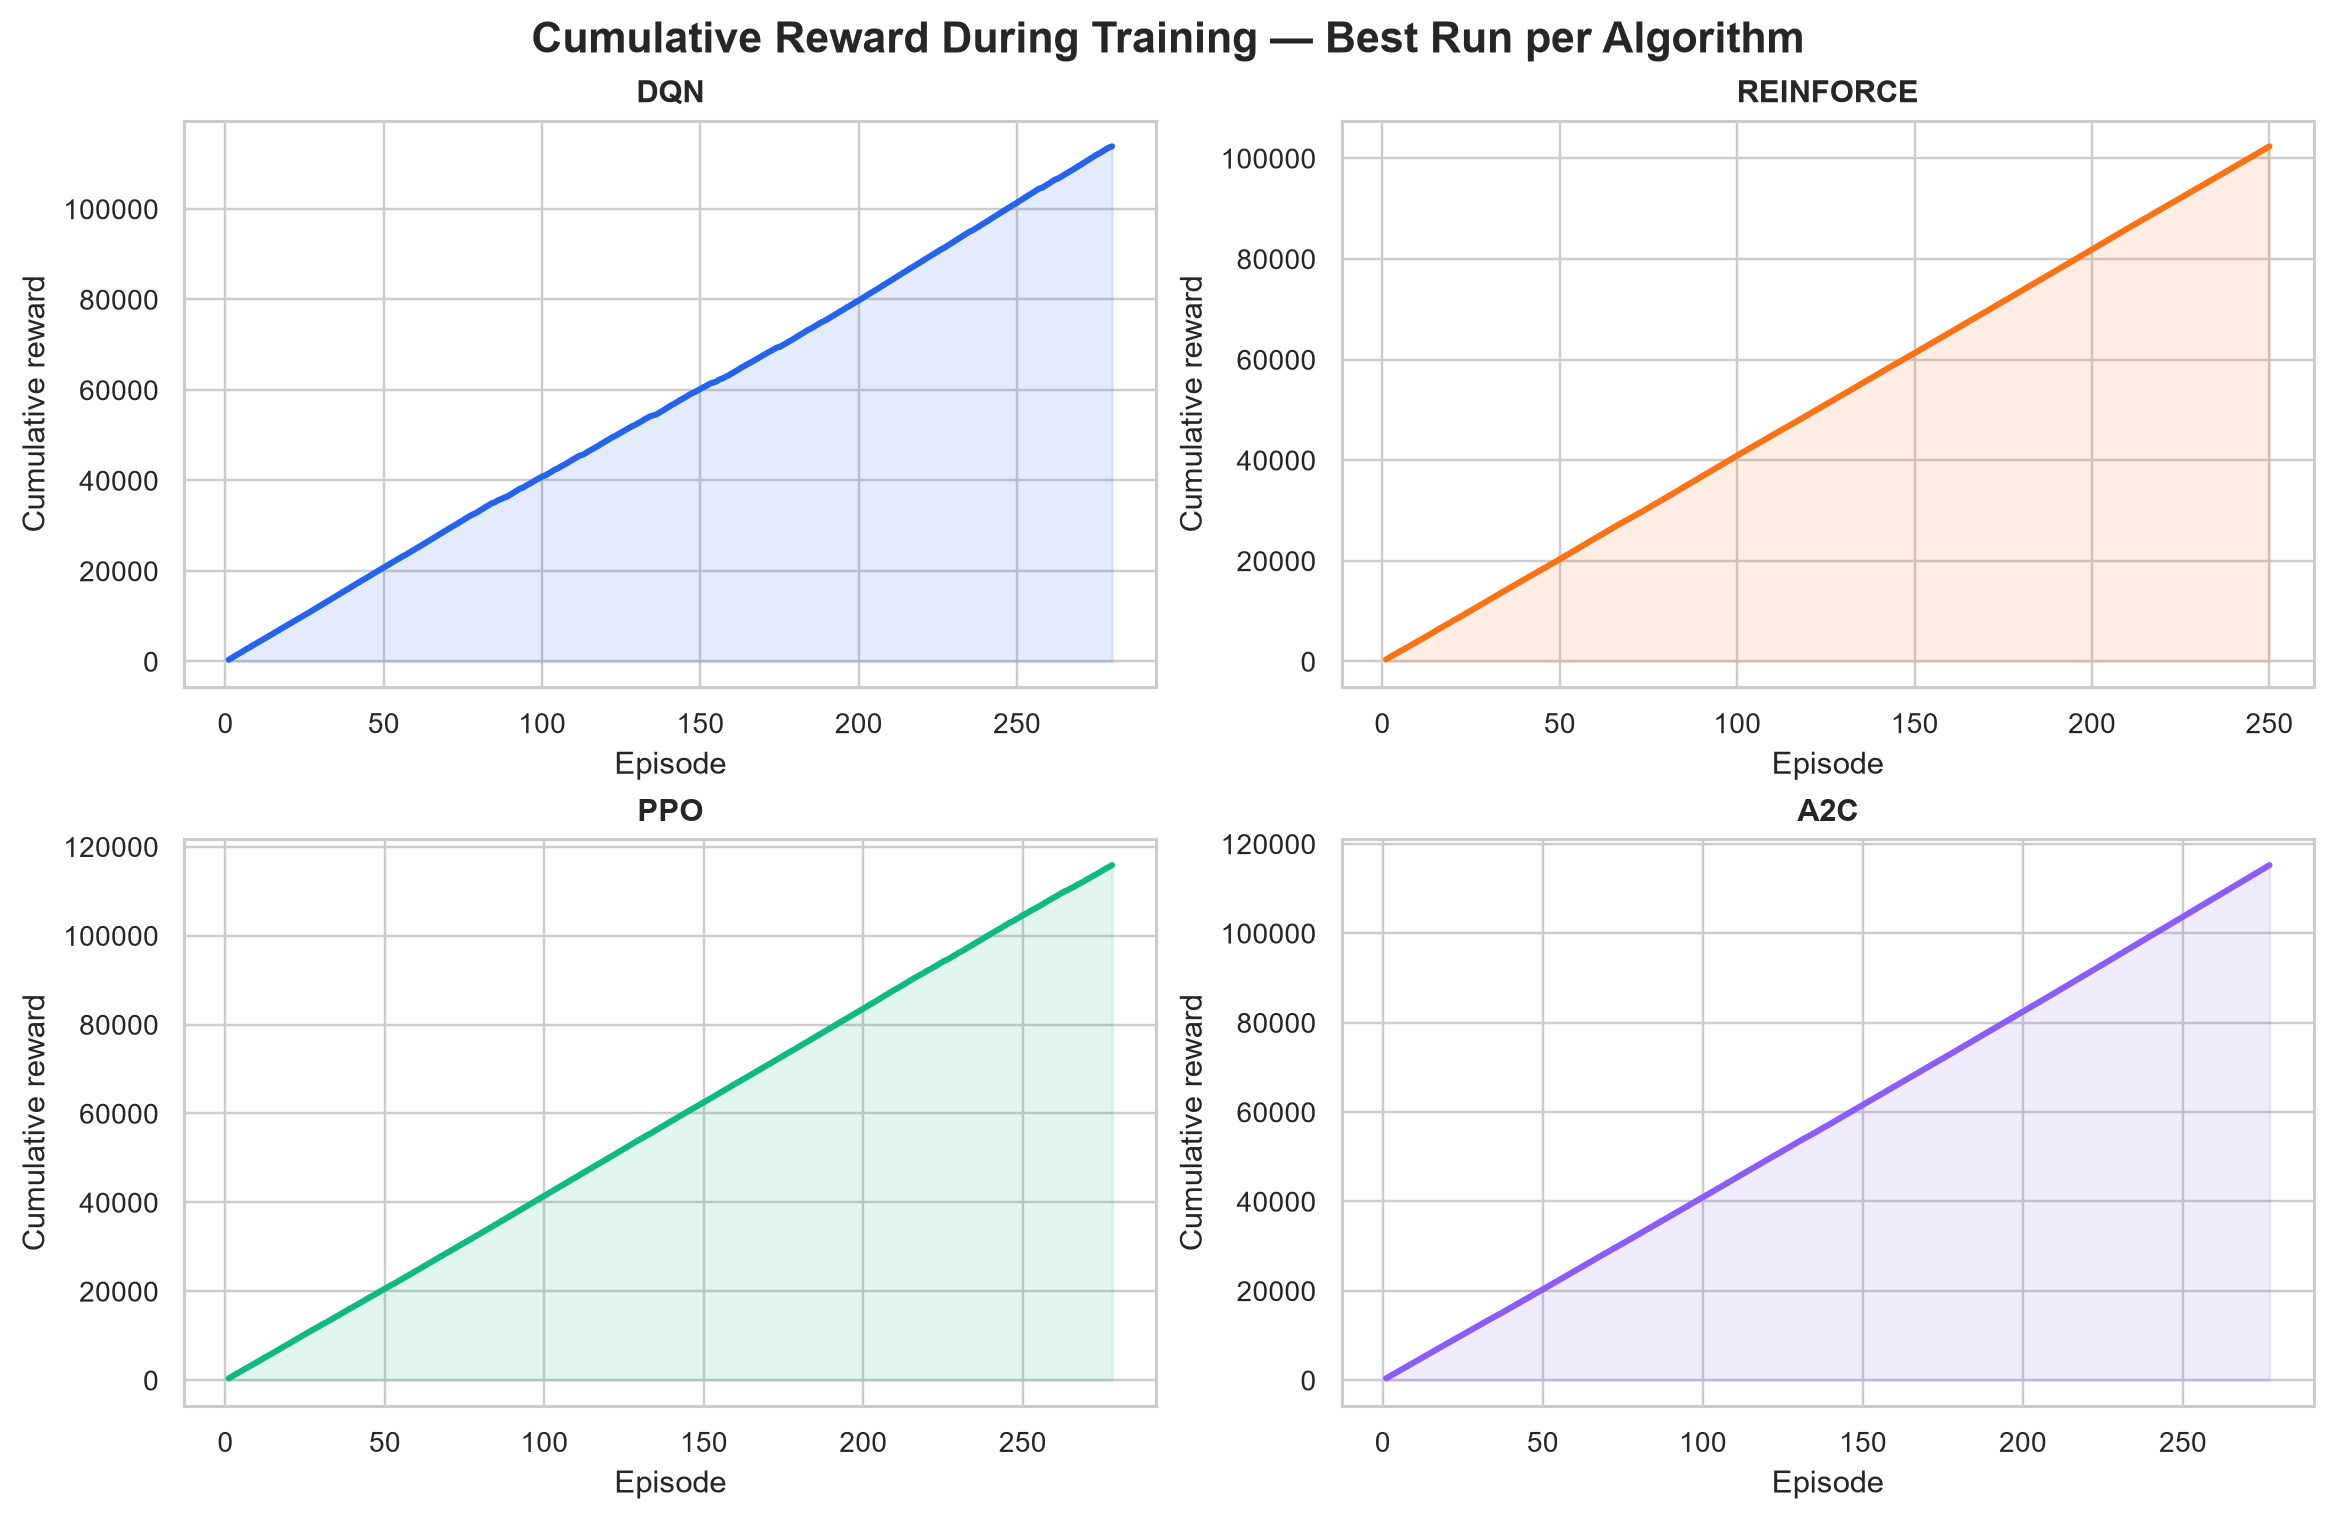 Cumulative Reward During Training — Best Run per Algorithm
DQN
Cumulative reward
100000
80000
60000
40000
20000
0
0 50 100 150 200 250
Episode
REINFORCE
Cumulative reward
100000
80000
60000
40000
20000
0
0 50 100 150 200 250
Episode
PPO
Cumulative reward
120000
100000
80000
60000
40000
20000
0
0 50 100 150 200 250
Episode
A2C
Cumulative reward
120000
100000
80000
60000
40000
20000
0
0 50 100 150 200 250
Episode